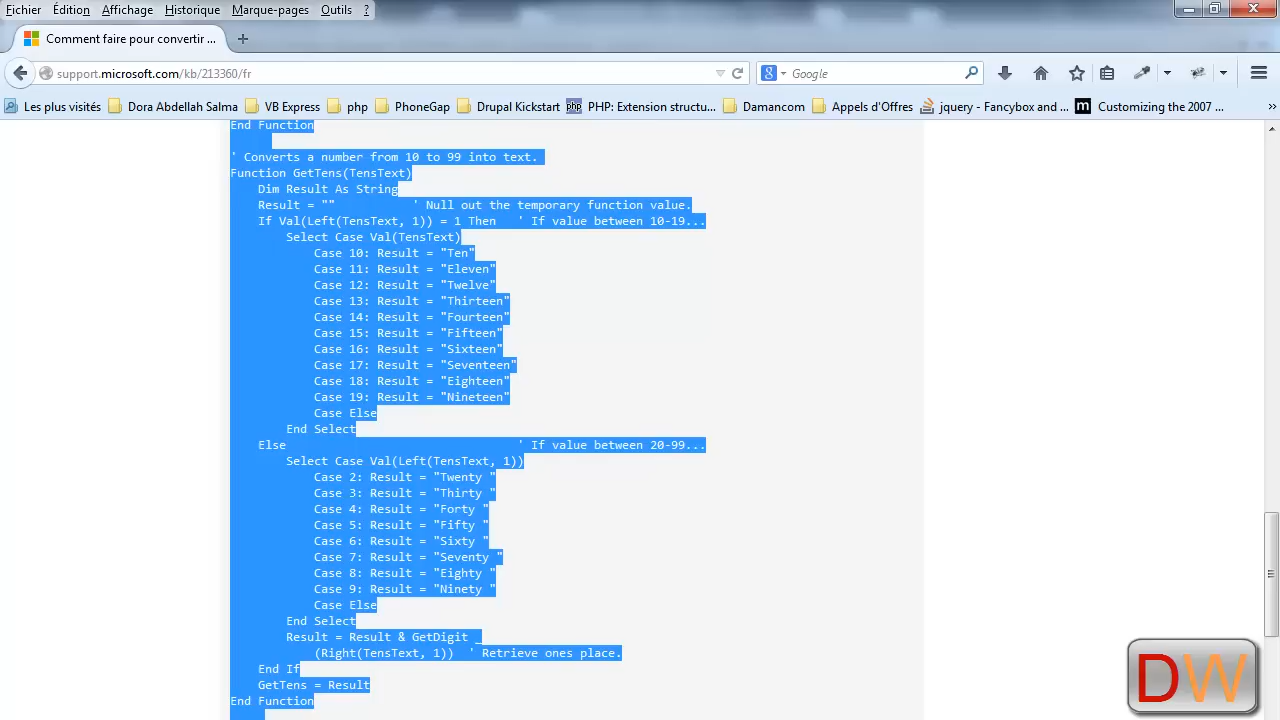 Fichier Édition Affichage Historique Marque-pages Outils ?
Comment faire pour convertir ... +
support.microsoft.com/kb/213360/fr
Google
Les plus visités Dora Abdellah Salma VB Express php PhoneGap Drupal Kickstart PHP: Extension structu... Damancom Appels d'Offres jquery - Fancybox and ... Customizing the 2007 ... »
End Function
' Converts a number from 10 to 99 into text.
Function GetTens(TensText)
Dim Result As String
Result = "" ' Null out the temporary function value.
If Val(Left(TensText, 1)) = 1 Then ' If value between 10-19...
Select Case Val(TensText)
Case 10: Result = "Ten"
Case 11: Result = "Eleven"
Case 12: Result = "Twelve"
Case 13: Result = "Thirteen"
Case 14: Result = "Fourteen"
Case 15: Result = "Fifteen"
Case 16: Result = "Sixteen"
Case 17: Result = "Seventeen"
Case 18: Result = "Eighteen"
Case 19: Result = "Nineteen"
Case Else
End Select
Else ' If value between 20-99...
Select Case Val(Left(TensText, 1))
Case 2: Result = "Twenty "
Case 3: Result = "Thirty "
Case 4: Result = "Forty "
Case 5: Result = "Fifty "
Case 6: Result = "Sixty "
Case 7: Result = "Seventy "
Case 8: Result = "Eighty "
Case 9: Result = "Ninety "
Case Else
End Select
Result = Result & GetDigit _
(Right(TensText, 1)) ' Retrieve ones place.
End If
GetTens = Result
End Function
DW